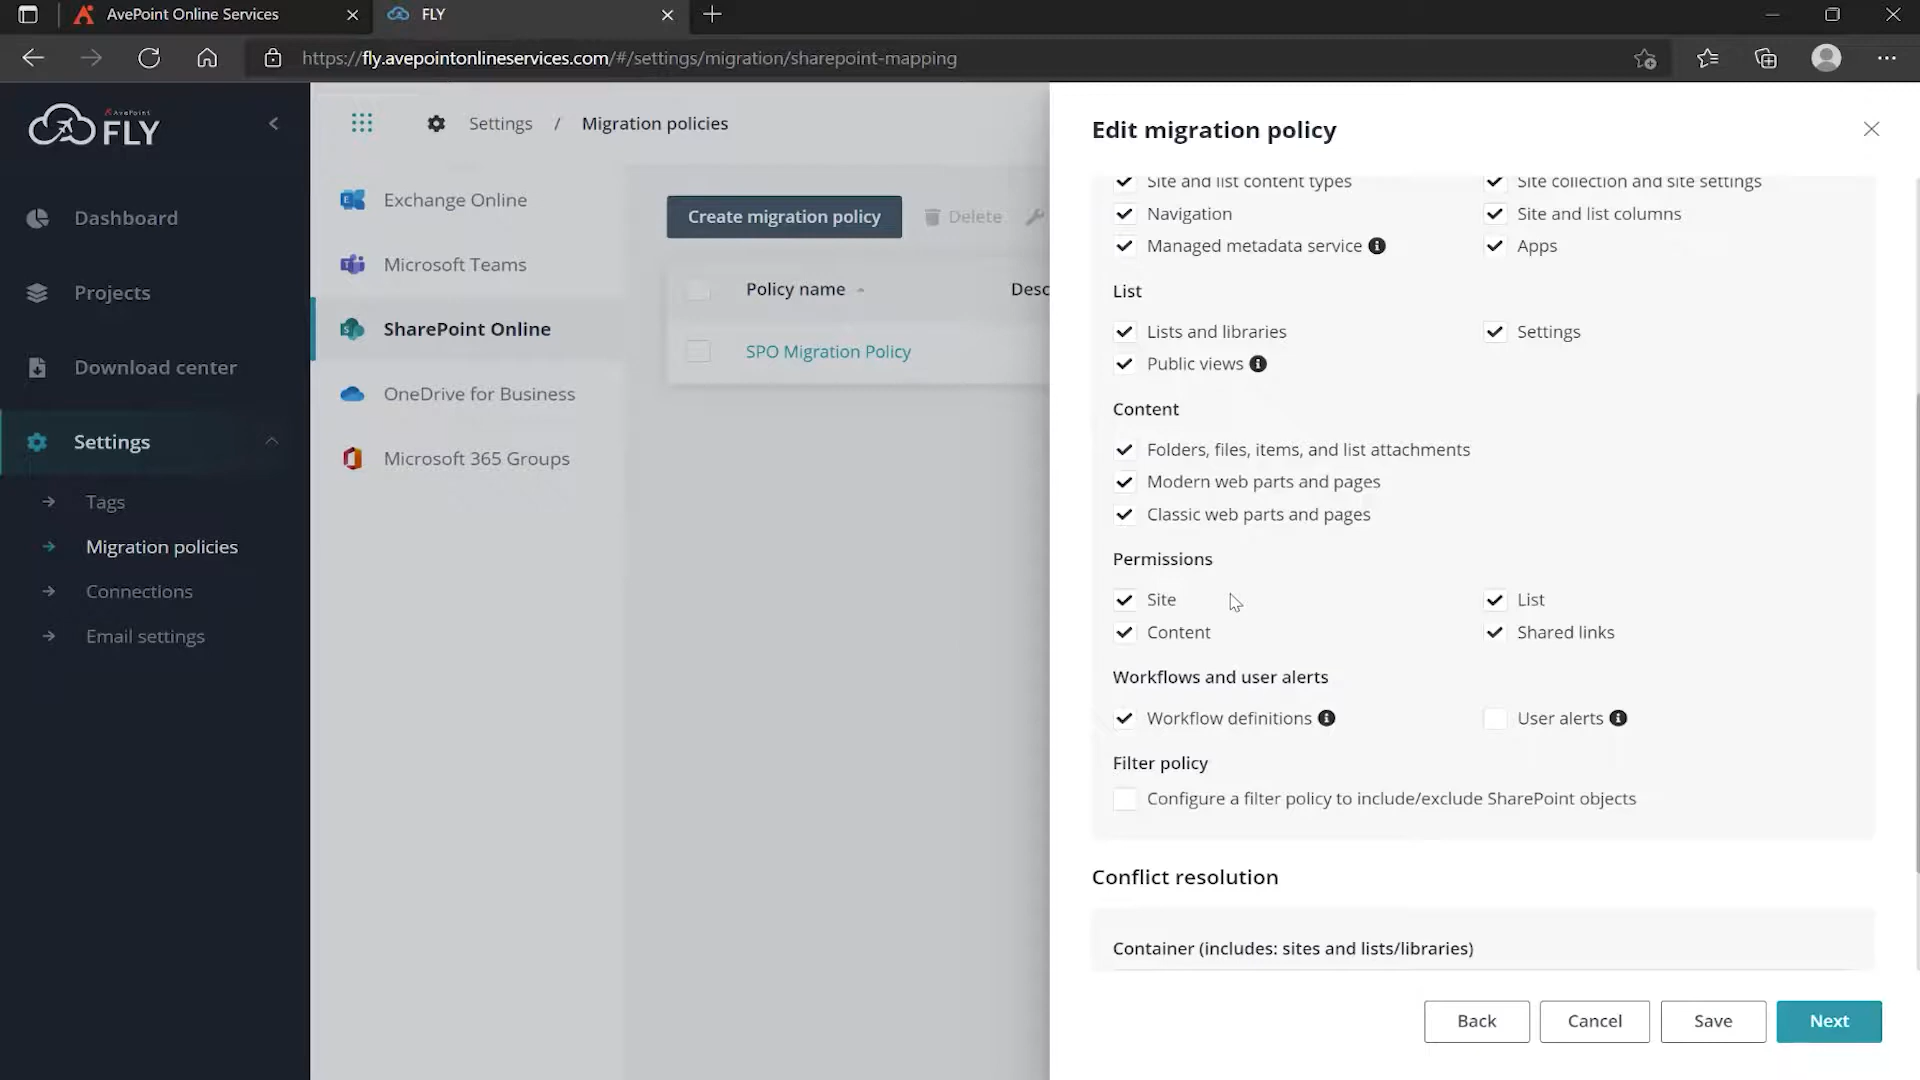 AvePoint Online Services
FLY
https://fly.avepointonlineservices.com/#/settings/migration/sharepoint-mapping
AvePoint
FLY
Dashboard
Projects
Download center
Settings
Tags
Migration policies
Connections
Email settings
Settings / Migration policies
Exchange Online
Microsoft Teams
SharePoint Online
OneDrive for Business
Microsoft 365 Groups
Create migration policy
Delete
Policy name
Desc
SPO Migration Policy
Edit migration policy
Site and list content types
Site collection and site settings
Navigation
Site and list columns
Managed metadata service
Apps
List
Lists and libraries
Settings
Public views
Content
Folders, files, items, and list attachments
Modern web parts and pages
Classic web parts and pages
Permissions
Site
List
Content
Shared links
Workflows and user alerts
Workflow definitions
User alerts
Filter policy
Configure a filter policy to include/exclude SharePoint objects
Conflict resolution
Container (includes: sites and lists/libraries)
Back
Cancel
Save
Next